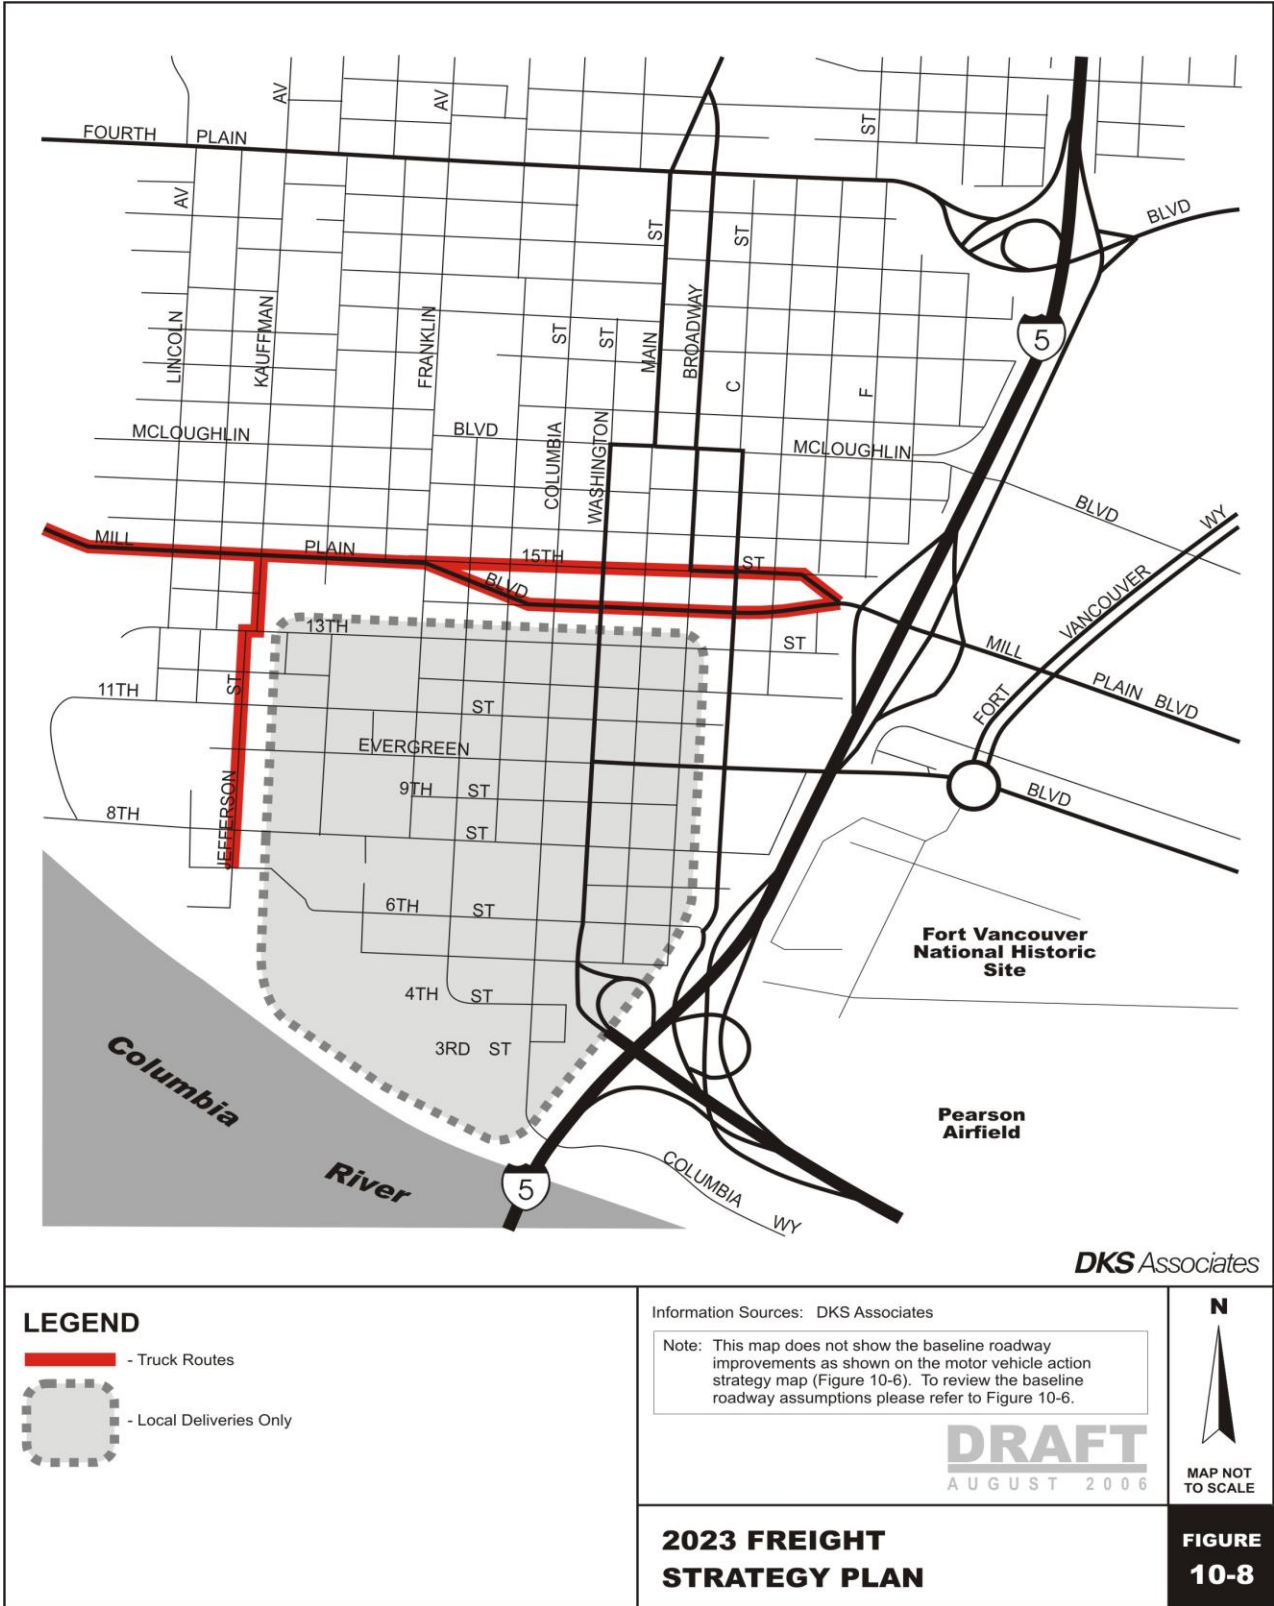 AV
AV
ST
FOURTH PLAIN
AV
BLVD
ST
ST
LINCOLN
KAUFFMAN
FRANKLIN
ST
ST
MAIN
BROADWAY
C
F
5
MCLOUGHLIN
BLVD
COLUMBIA
WASHINGTON
MCLOUGHLIN
BLVD
WY
MILL
PLAIN
15TH
ST
BLVD
VANCOUVER
13TH
ST
MILL
PLAIN BLVD
11TH
ST
ST
FORT
EVERGREEN
9TH ST
BLVD
8TH
ST
JEFFERSON
6TH ST
Fort Vancouver
National Historic
Site
4TH ST
3RD ST
Columbia
River
Pearson
Airfield
5
COLUMBIA
WY
DKS Associates
LEGEND
- Truck Routes
- Local Deliveries Only
Information Sources: DKS Associates
Note: This map does not show the baseline roadway
improvements as shown on the motor vehicle action
strategy map (Figure 10-6). To review the baseline
roadway assumptions please refer to Figure 10-6.
DRAFT
AUGUST 2006
N
MAP NOT
TO SCALE
2023 FREIGHT
STRATEGY PLAN
FIGURE
10-8